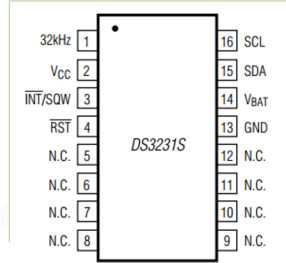 32kHz 1 16 SCL
VCC 2 15 SDA
INT/SQW 3 14 VBAT
RST 4 13 GND
DS3231S
N.C. 5 12 N.C.
N.C. 6 11 N.C.
N.C. 7 10 N.C.
N.C. 8 9 N.C.